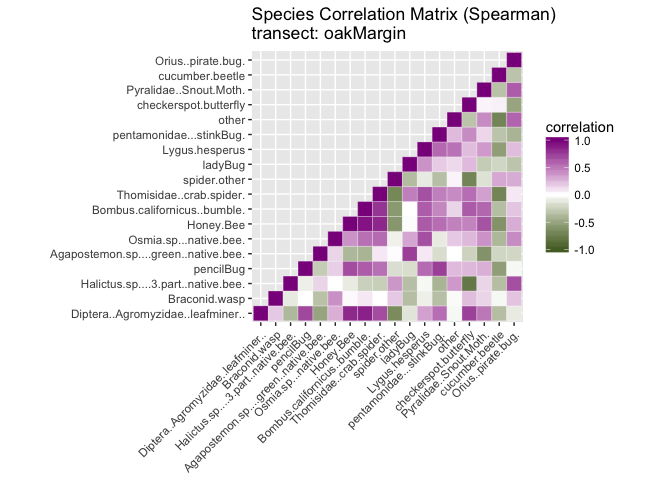 Species Correlation Matrix (Spearman)
transect: oakMargin
Orius..pirate.bug.
cucumber.beetle
Pyralidae..Snout.Moth.
checkerspot.butterfly
other
pentamonidae...stinkBug.
Lygus.hesperus
ladyBug
spider.other
Thomisidae..crab.spider.
Bombus.californicus..bumble.
Honey.Bee
Osmia.sp...native.bee.
Agapostemon.sp....green..native.bee.
pencilBug
Halictus.sp....3.part..native.bee.
Braconid.wasp
Diptera..Agromyzidae..leafminer..
correlation
1.0
0.5
0.0
-0.5
-1.0
Diptera..Agromyzidae..leafminer..
Braconid.wasp
Halictus.sp....3.part..native.bee.
pencilBug
Agapostemon.sp....green..native.bee.
Osmia.sp...native.bee.
Honey.Bee
Bombus.californicus..bumble.
Thomisidae..crab.spider.
spider.other
ladyBug
Lygus.hesperus
pentamonidae...stinkBug.
other
checkerspot.butterfly
Pyralidae..Snout.Moth.
cucumber.beetle
Orius..pirate.bug.